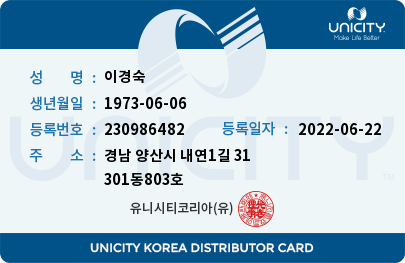 UNICITY
Make Life Better
성 명 : 이경숙
생년월일 : 1973-06-06
등록번호 : 230986482 등록일자 : 2022-06-22
주 소 : 경남 양산시 내연1길 31
301동803호
유니시티코리아(유)
UNICITY
UNICITY KOREA DISTRIBUTOR CARD